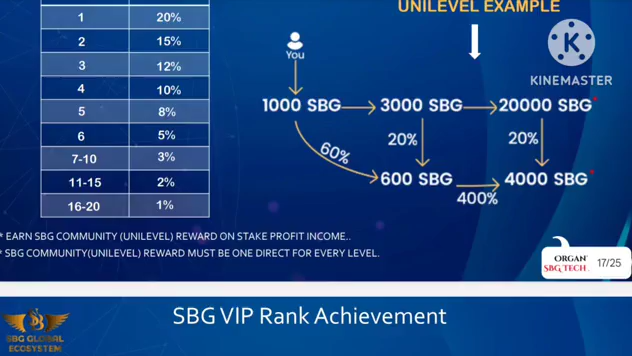 UNILEVEL EXAMPLE
1 20%
2 15%
3 12%
4 10%
5 8%
6 5%
7-10 3%
11-15 2%
16-20 1%
You
KINEMASTER
1000 SBG 3000 SBG 20000 SBG*
60% 20% 20%
600 SBG 400% 4000 SBG*
* EARN SBG COMMUNITY (UNILEVEL) REWARD ON STAKE PROFIT INCOME..
* SBG COMMUNITY(UNILEVEL) REWARD MUST BE ONE DIRECT FOR EVERY LEVEL.
ORGAN
SBG TECH
17/25
SBG VIP Rank Achievement
SBG GLOBAL
ECOSYSTEM